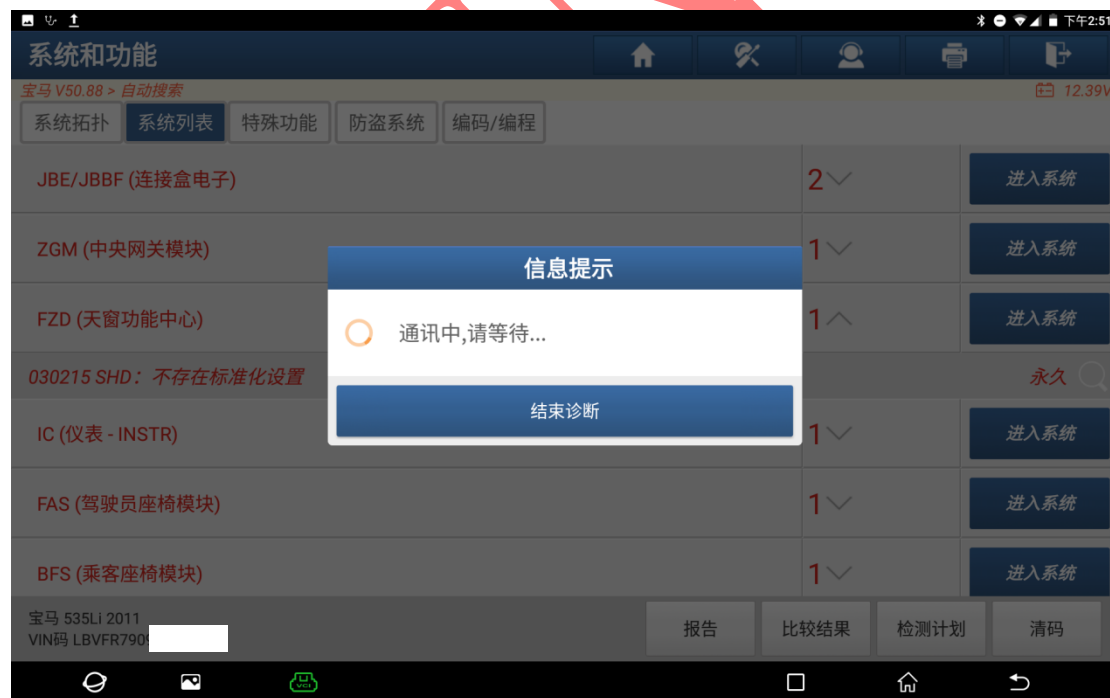 下午2:51
系统和功能
宝马 V50.88 > 自动搜索
12.39V
系统拓扑 系统列表 特殊功能 防盗系统 编码/编程
JBE/JBBF (连接盒电子) 2 进入系统
ZGM (中央网关模块) 1 进入系统
信息提示
FZD (天窗功能中心) 1 进入系统
通讯中,请等待...
030215 SHD：不存在标准化设置 永久
结束诊断
IC (仪表 - INSTR) 1 进入系统
FAS (驾驶员座椅模块) 1 进入系统
BFS (乘客座椅模块) 1 进入系统
宝马 535Li 2011
VIN码 LBVFR790
报告 比较结果 检测计划 清码
VCI